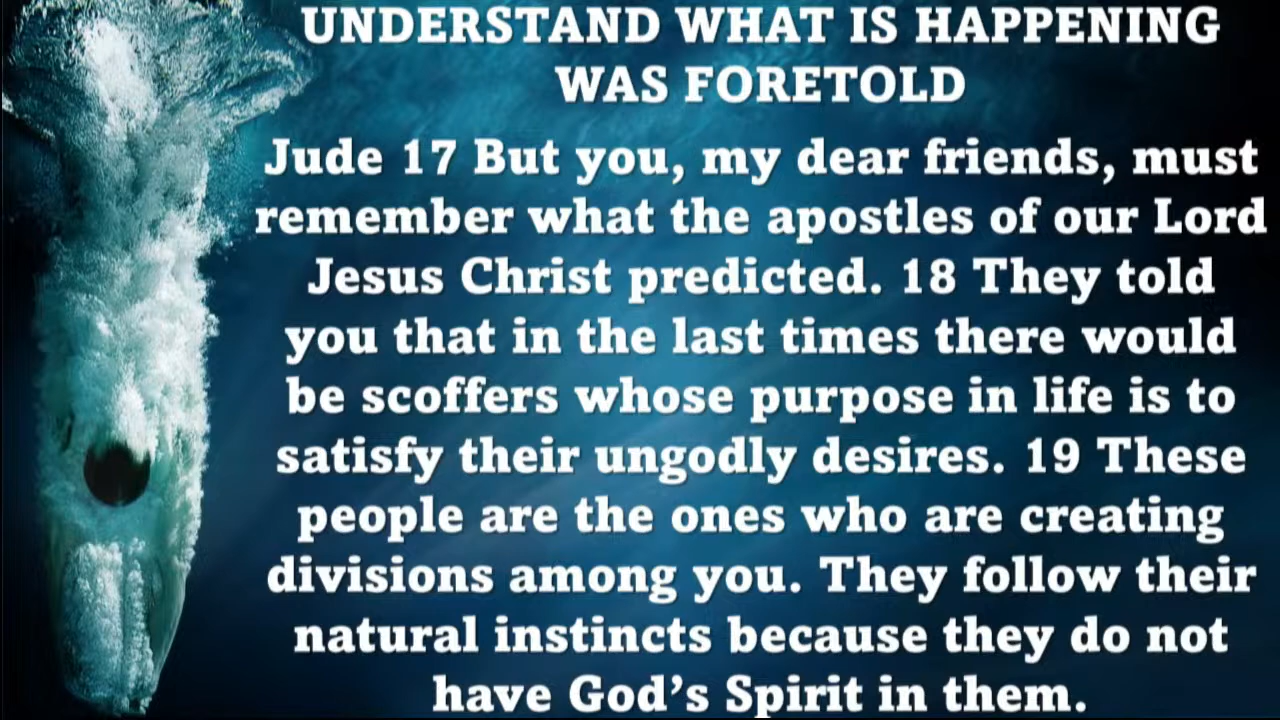 UNDERSTAND WHAT IS HAPPENING
WAS FORETOLD
Jude 17 But you, my dear friends, must
remember what the apostles of our Lord
Jesus Christ predicted. 18 They told
you that in the last times there would
be scoffers whose purpose in life is to
satisfy their ungodly desires. 19 These
people are the ones who are creating
divisions among you. They follow their
natural instincts because they do not
have God’s Spirit in them.